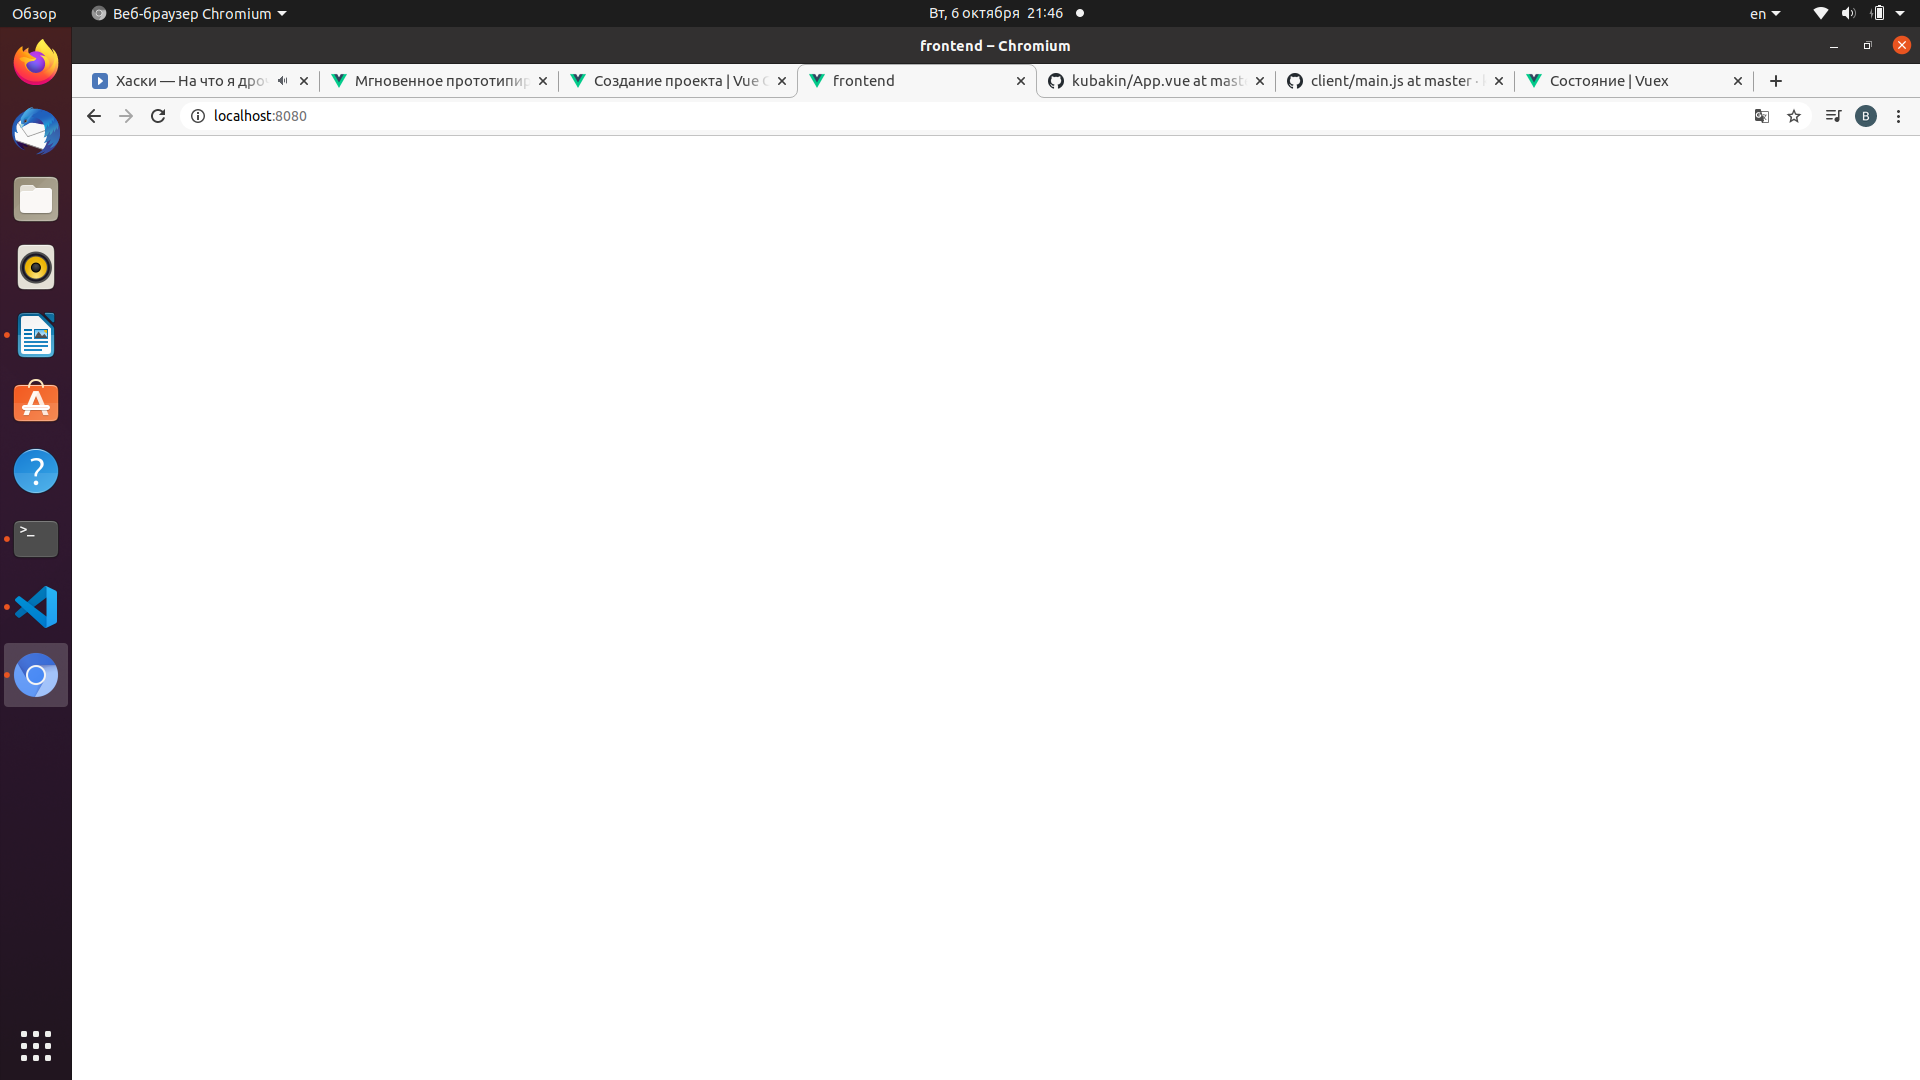 Обзор
Веб-браузер Chromium
Вт, 6 октября 21:46
en
frontend – Chromium
Хаски — На что я
Мгновенное прототипир
Создание проекта | Vue
frontend
kubakin/App.vue at mast
client/main.js at master ·
Состояние | Vuex
localhost:8080
B